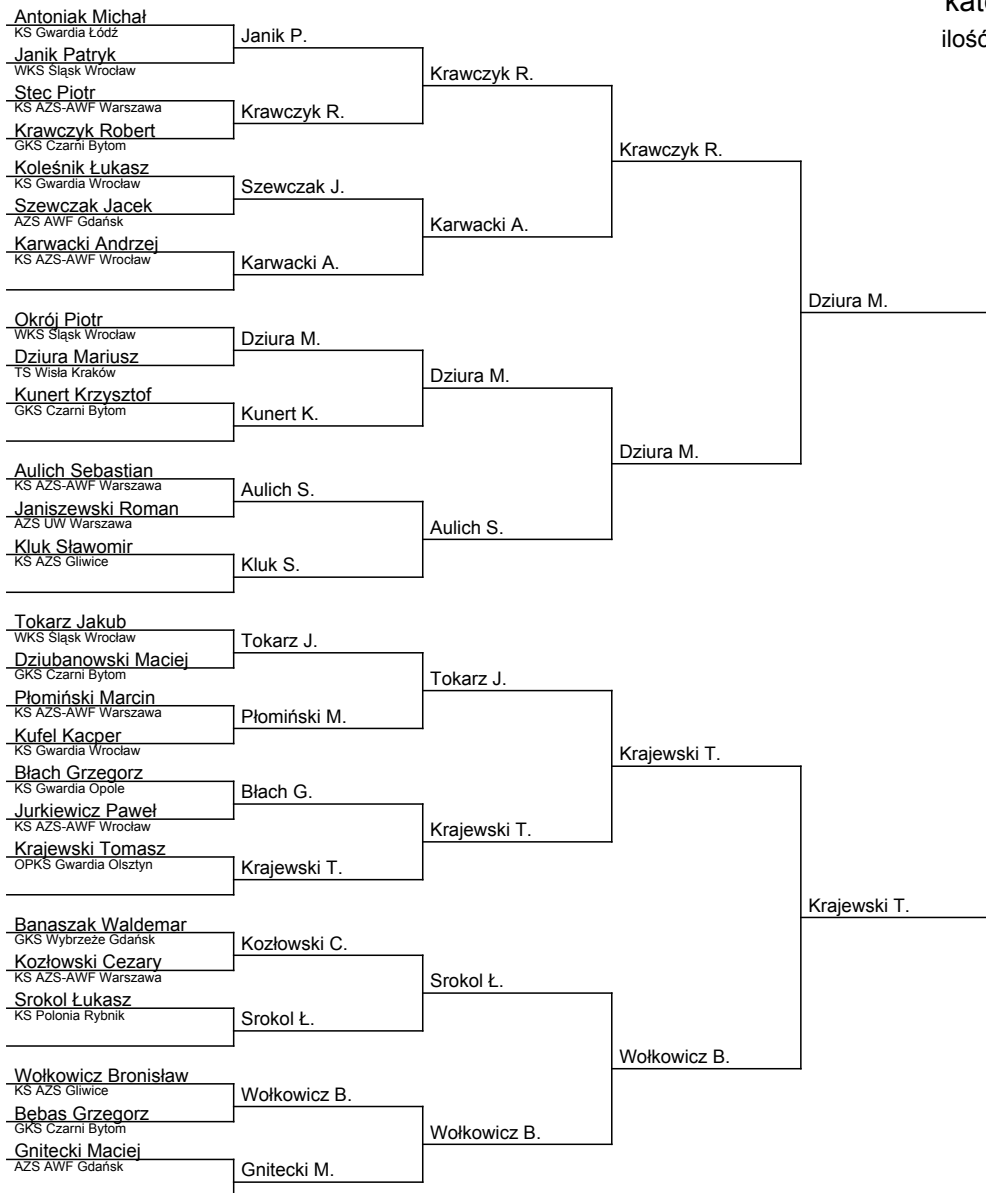 kat
ilość
Antoniak Michał
KS Gwardia Łódź
Janik Patryk
WKS Śląsk Wrocław
Stec Piotr
KS AZS-AWF Warszawa
Krawczyk Robert
GKS Czarni Bytom
Koleśnik Łukasz
KS Gwardia Wrocław
Szewczak Jacek
AZS AWF Gdańsk
Karwacki Andrzej
KS AZS-AWF Wrocław
Okrój Piotr
WKS Śląsk Wrocław
Dziura Mariusz
TS Wisła Kraków
Kunert Krzysztof
GKS Czarni Bytom
Aulich Sebastian
KS AZS-AWF Warszawa
Janiszewski Roman
AZS UW Warszawa
Kluk Sławomir
KS AZS Gliwice
Tokarz Jakub
WKS Śląsk Wrocław
Dziubanowski Maciej
GKS Czarni Bytom
Płomiński Marcin
KS AZS-AWF Warszawa
Kufel Kacper
KS Gwardia Wrocław
Błach Grzegorz
KS Gwardia Opole
Jurkiewicz Paweł
KS AZS-AWF Wrocław
Krajewski Tomasz
OPKS Gwardia Olsztyn
Banaszak Waldemar
GKS Wybrzeże Gdańsk
Kozłowski Cezary
KS AZS-AWF Warszawa
Srokol Łukasz
KS Polonia Rybnik
Wołkowicz Bronisław
KS AZS Gliwice
Bębas Grzegorz
GKS Czarni Bytom
Gnitecki Maciej
AZS AWF Gdańsk
Janik P.
Krawczyk R.
Szewczak J.
Karwacki A.
Dziura M.
Kunert K.
Aulich S.
Kluk S.
Tokarz J.
Płomiński M.
Błach G.
Krajewski T.
Kozłowski C.
Srokol Ł.
Wołkowicz B.
Gnitecki M.
Krawczyk R.
Karwacki A.
Dziura M.
Aulich S.
Tokarz J.
Krajewski T.
Srokol Ł.
Wołkowicz B.
Krawczyk R.
Dziura M.
Krajewski T.
Wołkowicz B.
Dziura M.
Krajewski T.